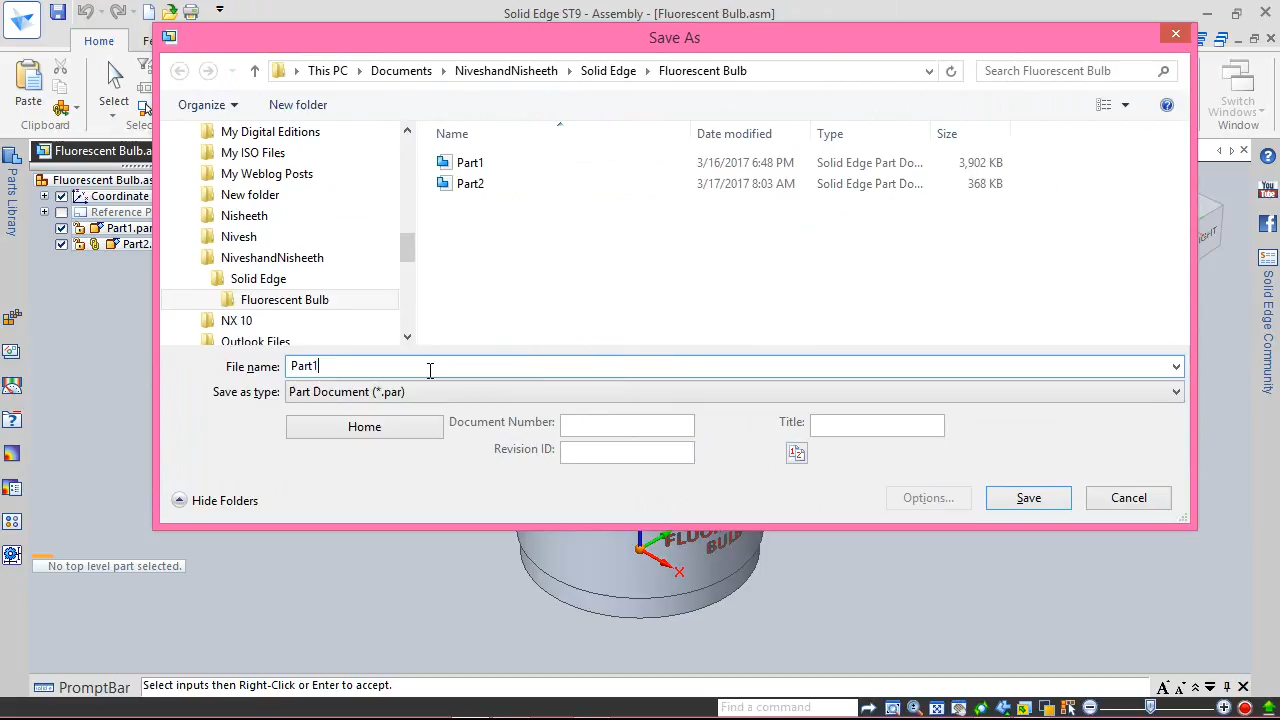 Solid Edge ST9 - Assembly - [Fluorescent Bulb.asm]
Home
Save As
This PC
Documents
NiveshandNisheeth
Solid Edge
Fluorescent Bulb
Search Fluorescent Bulb
Organize
New folder
Paste
Clipboard
Select
Selec
Switch
Windows
Window
My Digital Editions
My ISO Files
My Weblog Posts
New folder
Nisheeth
Nivesh
NiveshandNisheeth
Solid Edge
Fluorescent Bulb
NX 10
Outlook Files
Name
Date modified
Type
Size
Part1
3/16/2017 6:48 PM
Solid Edge Part Do...
3,902 KB
Part2
3/17/2017 8:03 AM
Solid Edge Part Do...
368 KB
Fluorescent Bulb.as
Fluorescent Bulb.as
Coordinate
Reference P
Part1.par
Part2.
Parts Library
You
Tube
Solid Edge Community
File name:
Part1
Save as type:
Part Document (*.par)
Home
Document Number:
Title:
Revision ID:
Hide Folders
Options...
Save
Cancel
No top level part selected.
BULB
X
PromptBar
Select inputs then Right-Click or Enter to accept.
Find a command